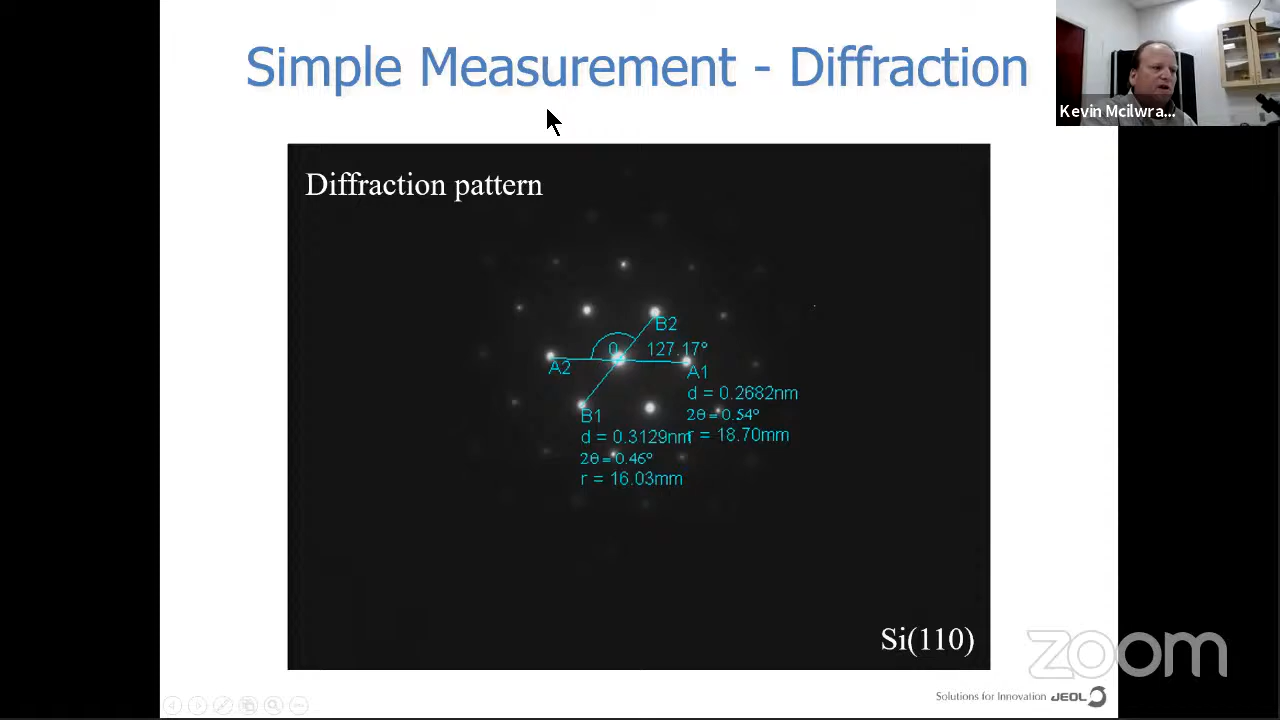 Simple Measurement - Diffraction
Kevin Mcilwra...
Diffraction pattern
B2
0
127.17°
A2
A1
d = 0.2682nm
2θ = 0.54°
r = 18.70mm
B1
d = 0.3129nm
2θ = 0.46°
r = 16.03mm
Si(110)
zoom
Solutions for Innovation JEOL